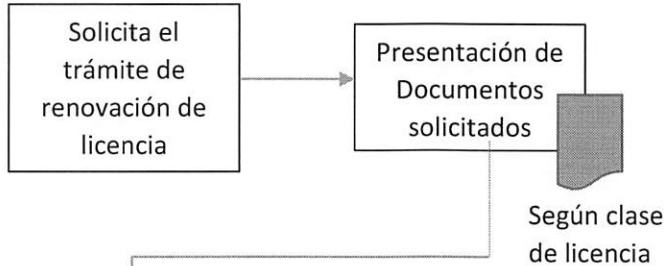 Solicita el
trámite de
renovación de
licencia
Presentación de
Documentos
solicitados
Según clase
de licencia